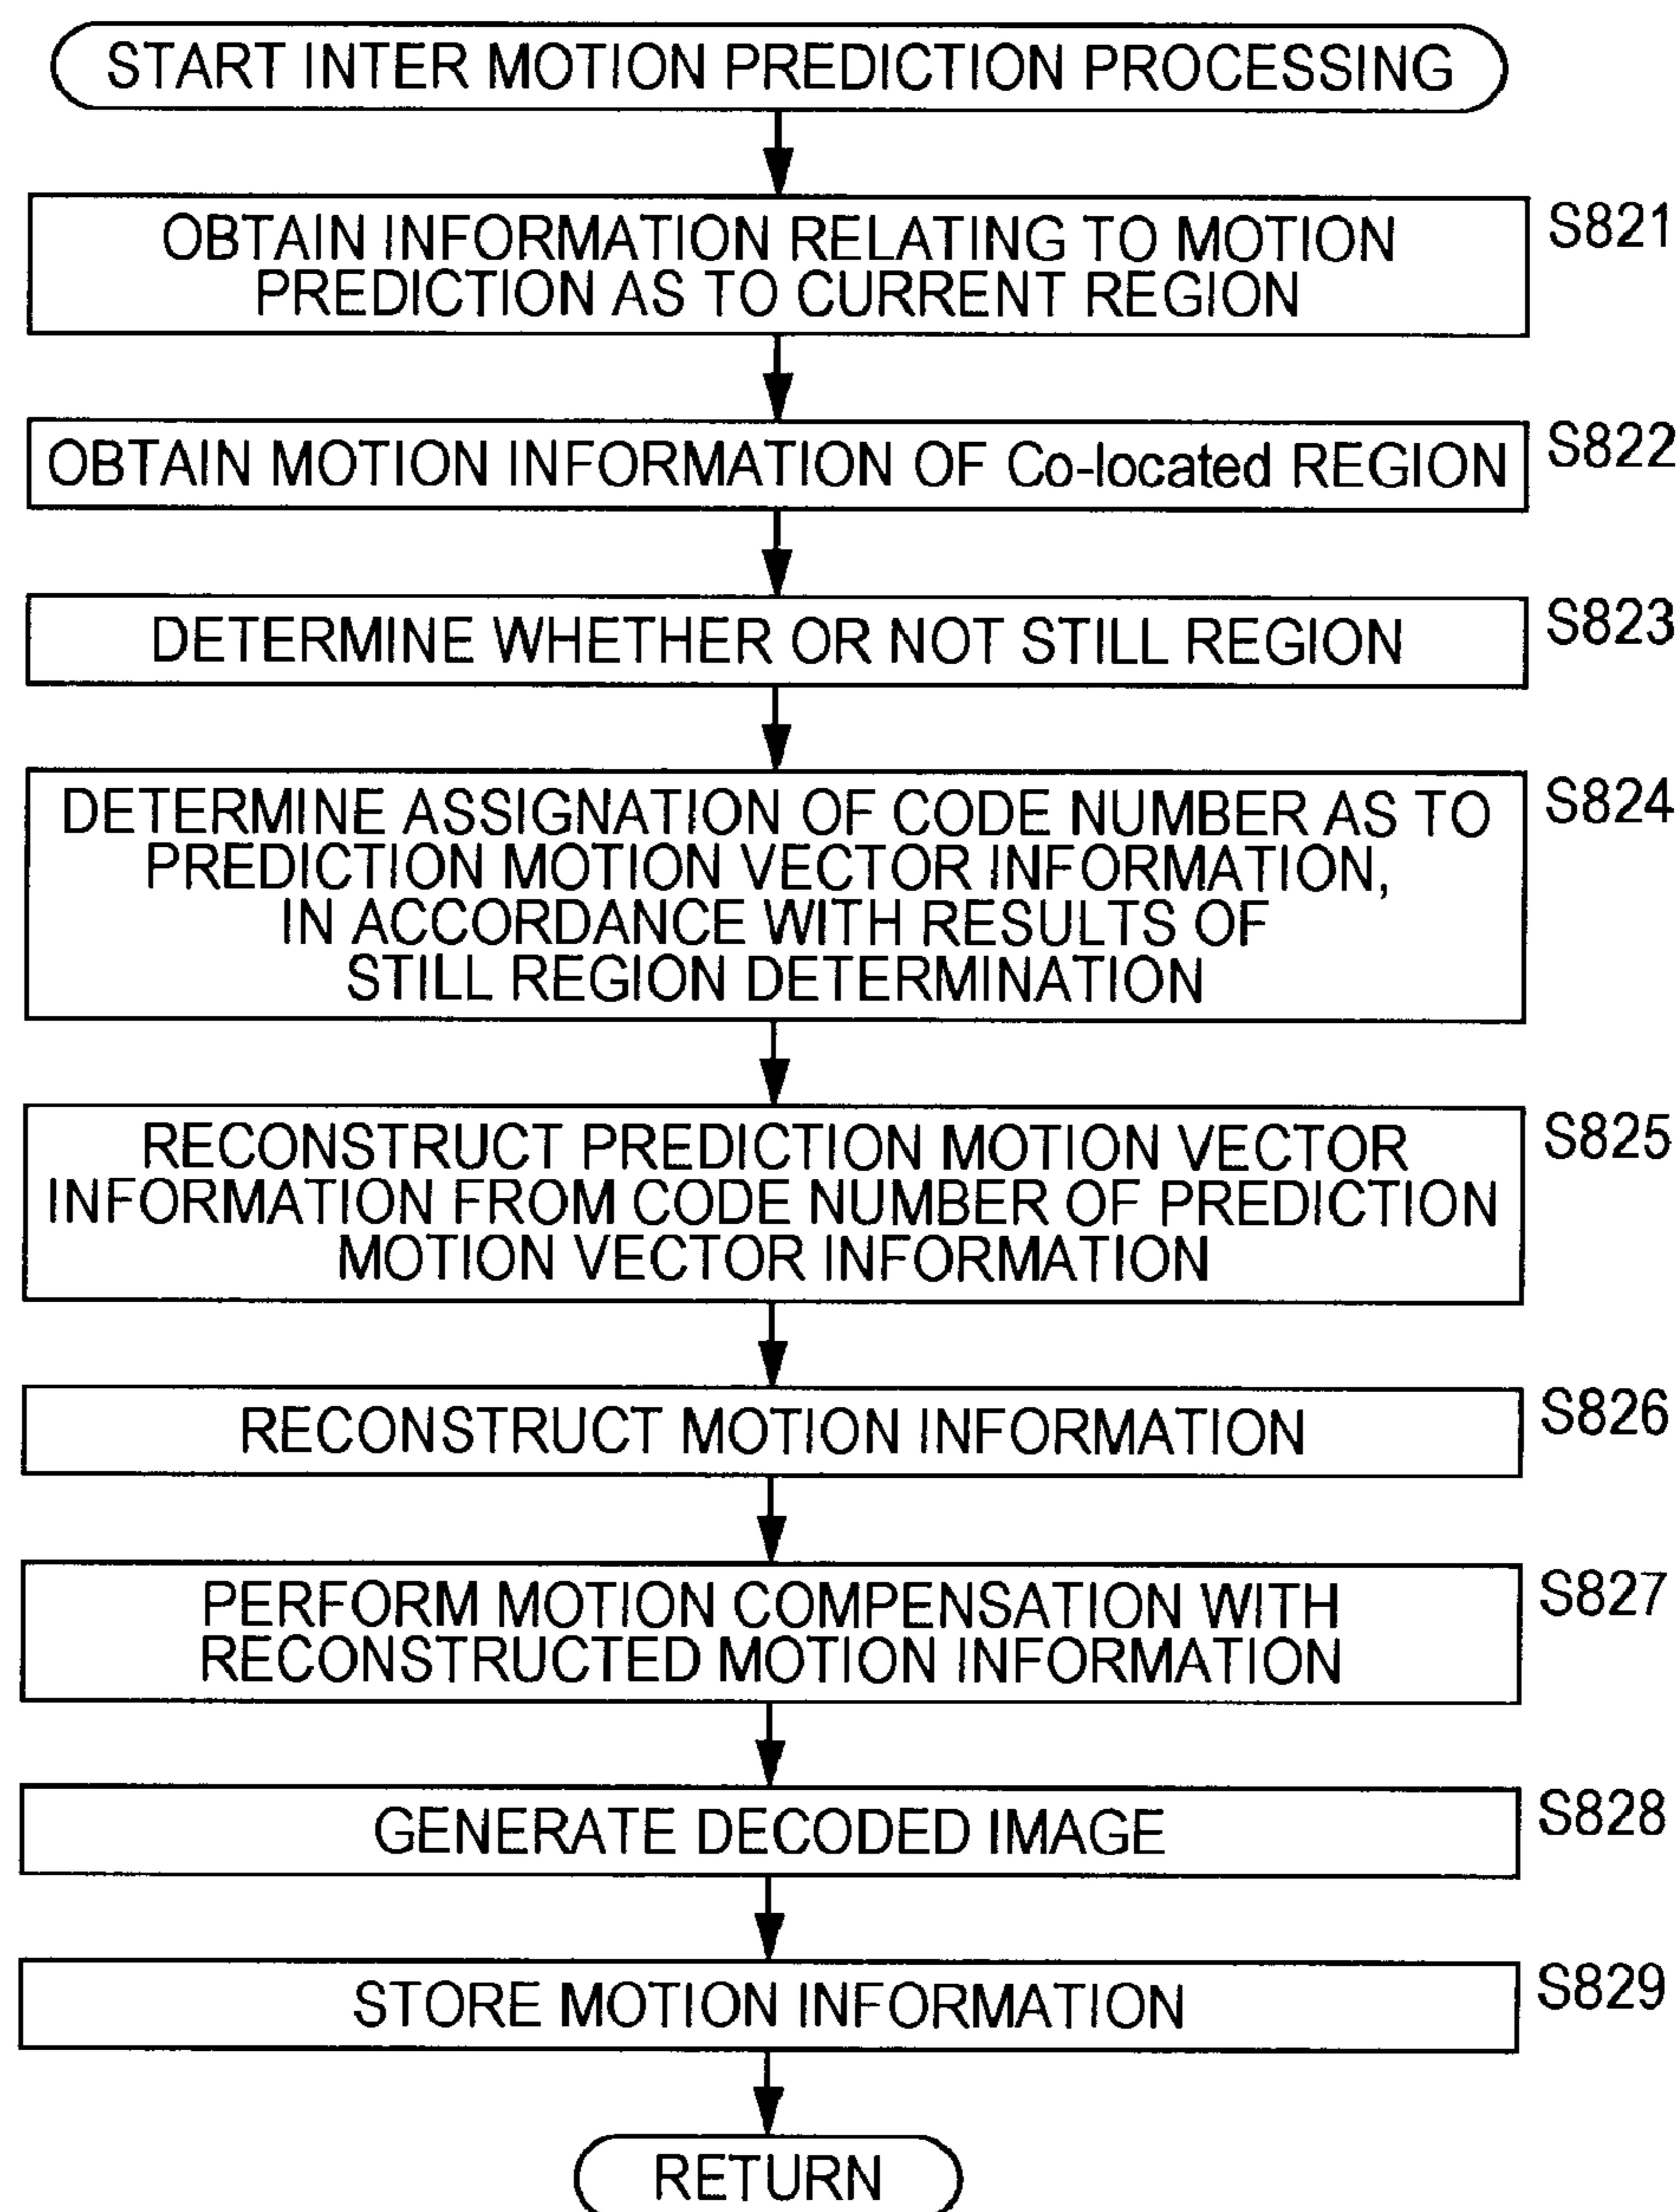 START INTER MOTION PREDICTION PROCESSING
OBTAIN INFORMATION RELATING TO MOTION
PREDICTION AS TO CURRENT REGION
S821
OBTAIN MOTION INFORMATION OF Co-located REGION
S822
DETERMINE WHETHER OR NOT STILL REGION
S823
DETERMINE ASSIGNATION OF CODE NUMBER AS TO
PREDICTION MOTION VECTOR INFORMATION,
IN ACCORDANCE WITH RESULTS OF
STILL REGION DETERMINATION
S824
RECONSTRUCT PREDICTION MOTION VECTOR
INFORMATION FROM CODE NUMBER OF PREDICTION
MOTION VECTOR INFORMATION
S825
RECONSTRUCT MOTION INFORMATION
S826
PERFORM MOTION COMPENSATION WITH
RECONSTRUCTED MOTION INFORMATION
S827
GENERATE DECODED IMAGE
S828
STORE MOTION INFORMATION
S829
RETURN